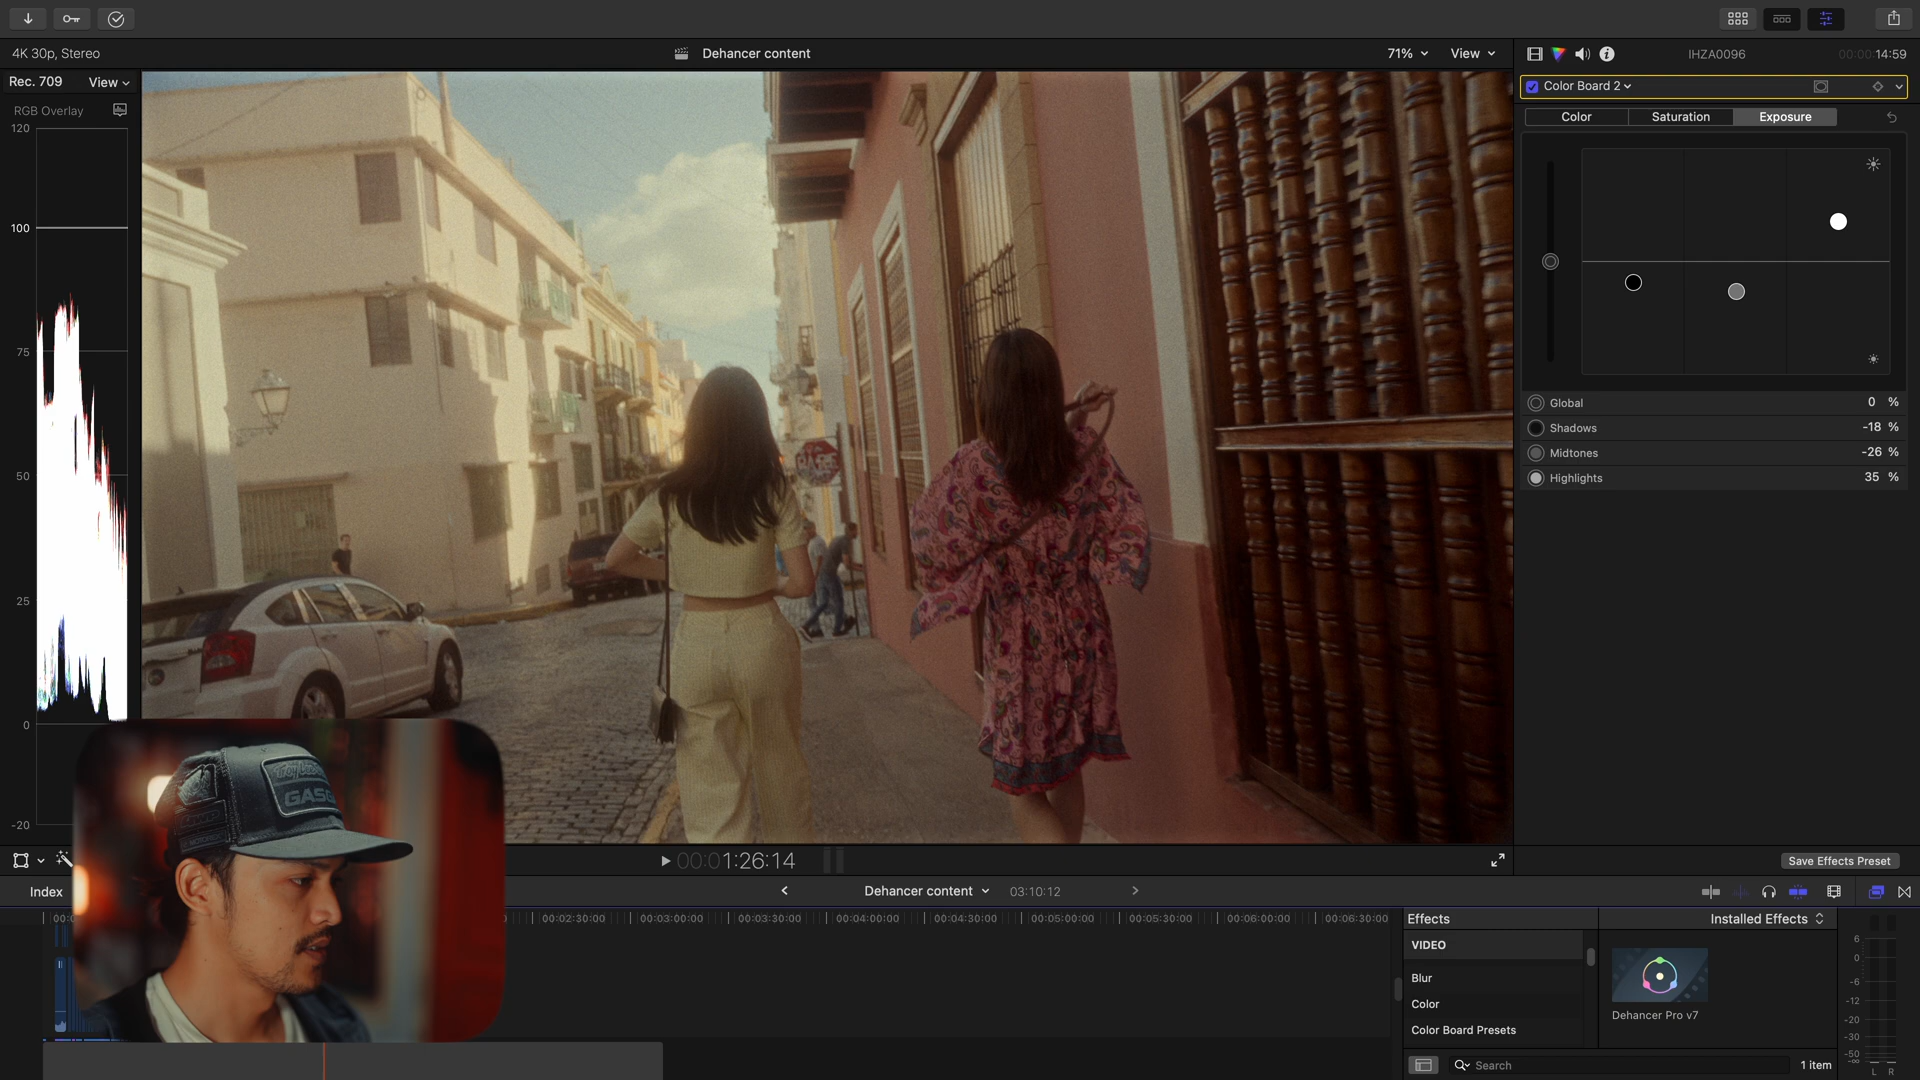 4K 30p, Stereo
Dehancer content
71%
View
IHZA0096
00:00:14:59
Rec. 709
View
RGB Overlay
120
100
75
50
25
0
-20
Color Board 2
Color
Saturation
Exposure
Global
0 %
Shadows
-18 %
Midtones
-26 %
Highlights
35 %
GASG
00:01:26:14
Save Effects Preset
Index
Dehancer content
03:10:12
00:02:30:00
00:03:00:00
00:03:30:00
00:04:00:00
00:04:30:00
00:05:00:00
00:05:30:00
00:06:00:00
00:06:30:00
Effects
Installed Effects
VIDEO
Blur
Color
Color Board Presets
Dehancer Pro v7
Search
1 item
6
0
-6
-12
-20
-30
-50
-∞
L R